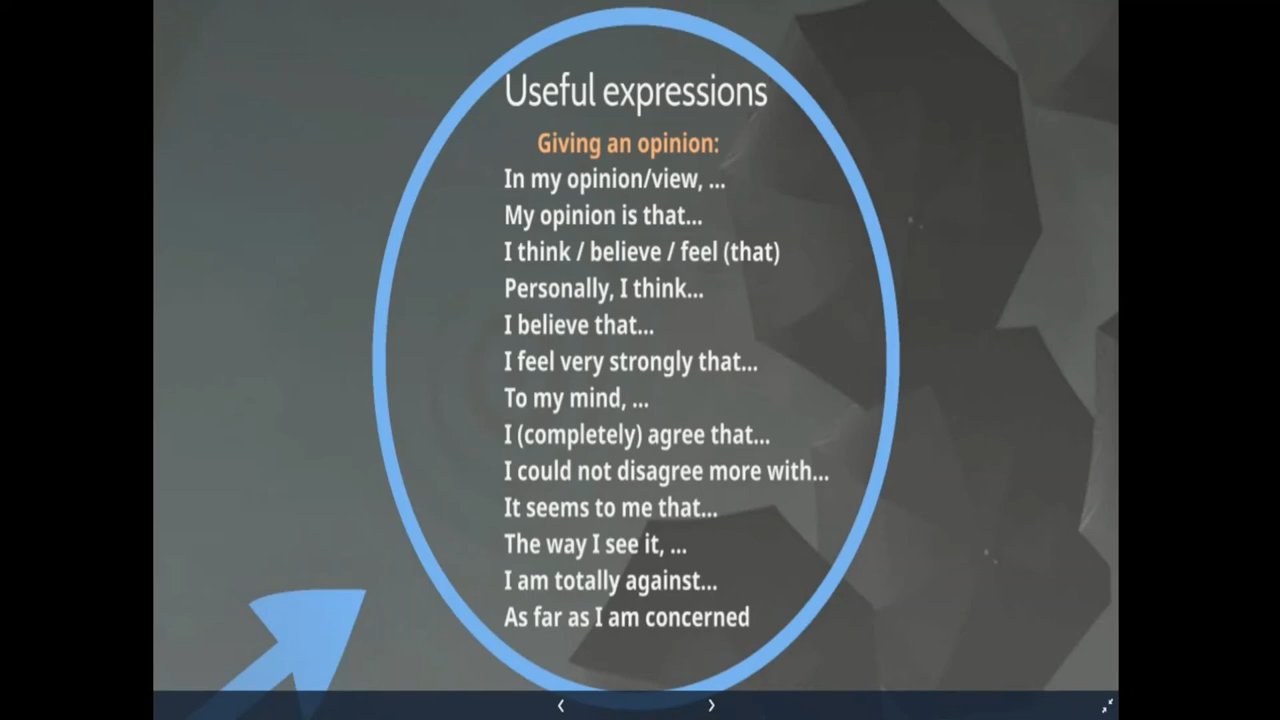 Useful expressions
Giving an opinion:
In my opinion/view, ...
My opinion is that...
I think / believe / feel (that)
Personally, I think...
I believe that...
I feel very strongly that...
To my mind, ...
I (completely) agree that...
I could not disagree more with...
It seems to me that...
The way I see it, ...
I am totally against...
As far as I am concerned